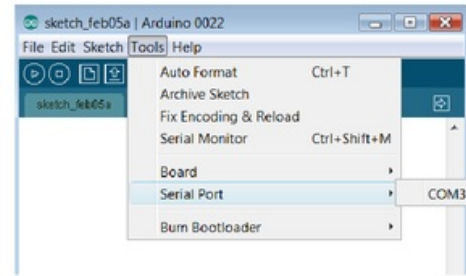 sketch_feb05a | Arduino 0022
File Edit Sketch Tools Help
sketch_feb05a
Auto Format Ctrl+T
Archive Sketch
Fix Encoding & Reload
Serial Monitor Ctrl+Shift+M
Board
Serial Port COM3
Burn Bootloader